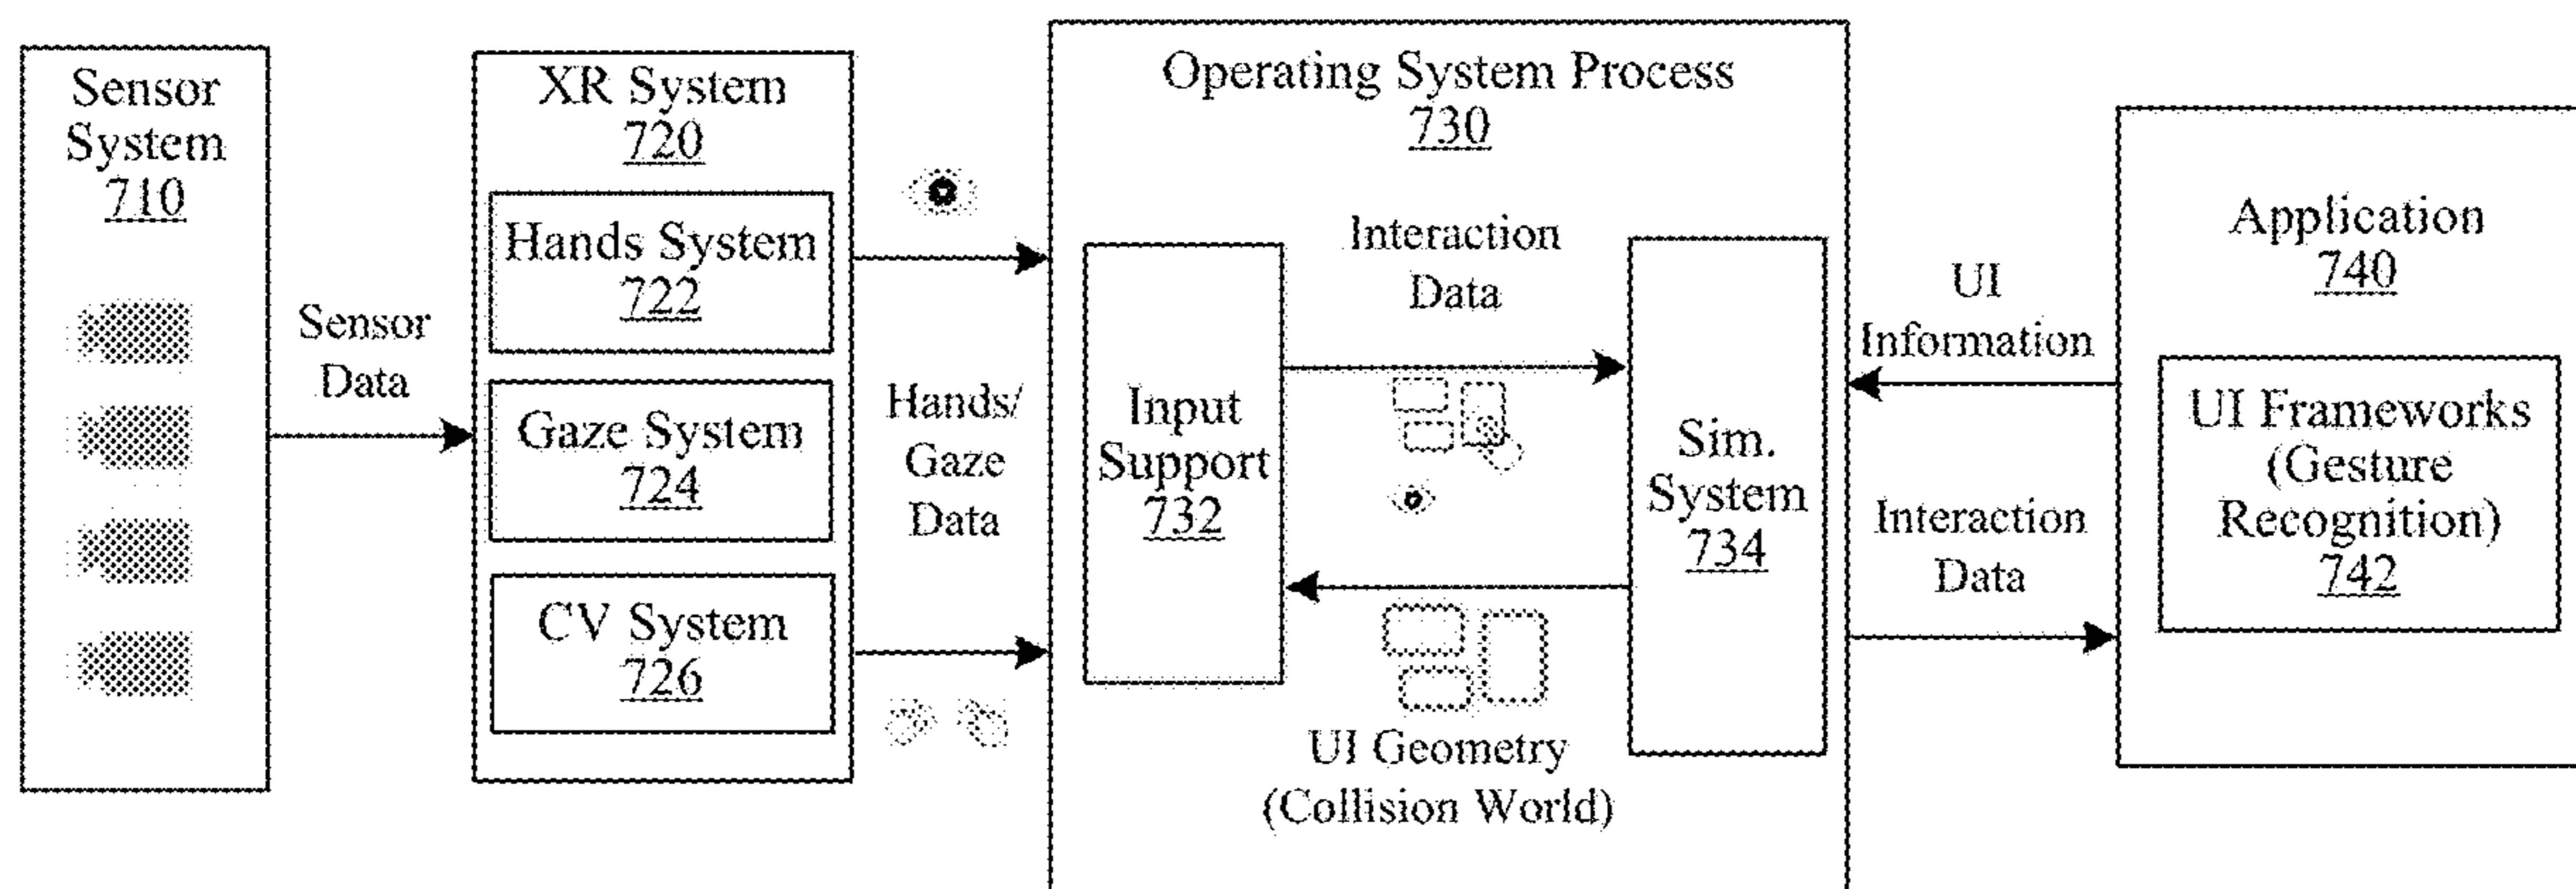 Sensor
System
710
Sensor
Data
XR System
720
Hands System
722
Gaze System
724
CV System
726
Hands/
Gaze
Data
Operating System Process
730
Input
Support
732
Interaction
Data
UI Geometry
(Collision World)
Sim.
System
734
UI
Information
Interaction
Data
Application
740
UI Frameworks
(Gesture
Recognition)
742